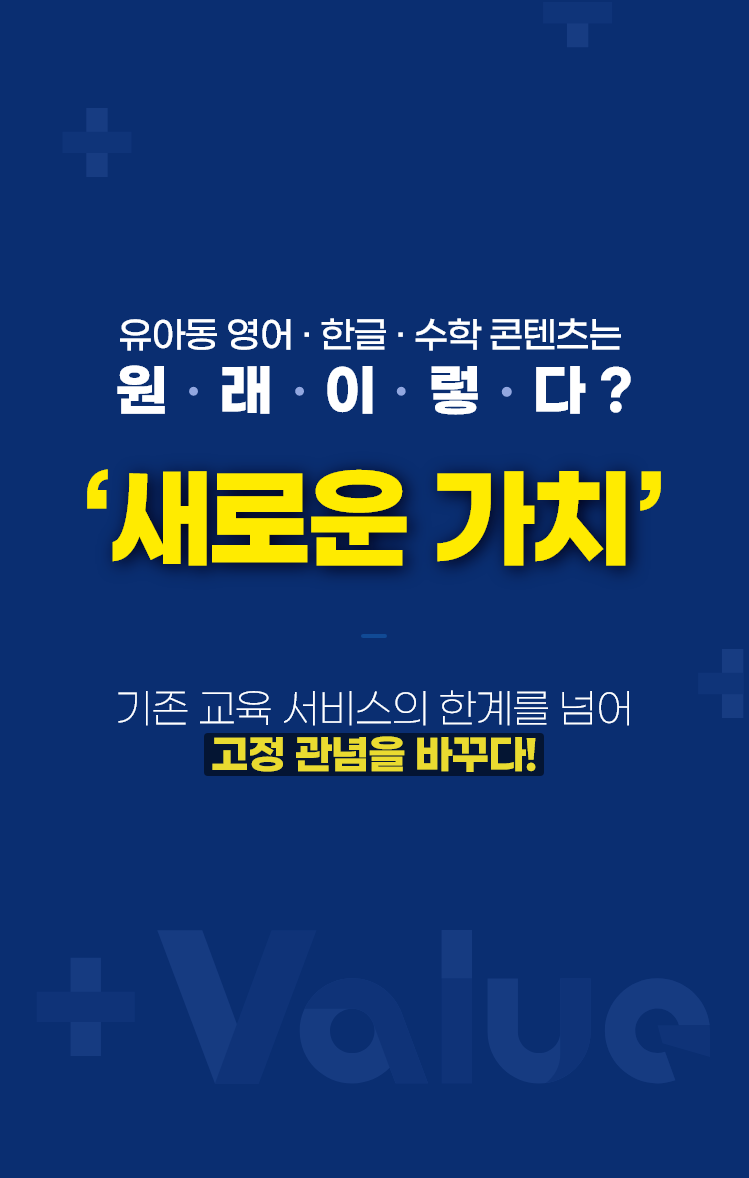 유아동 영어 · 한글 · 수학 콘텐츠는
원 · 래 · 이 · 렇 · 다 ?
‘새로운 가치’
기존 교육 서비스의 한계를 넘어
고정 관념을 바꾸다!
+Value